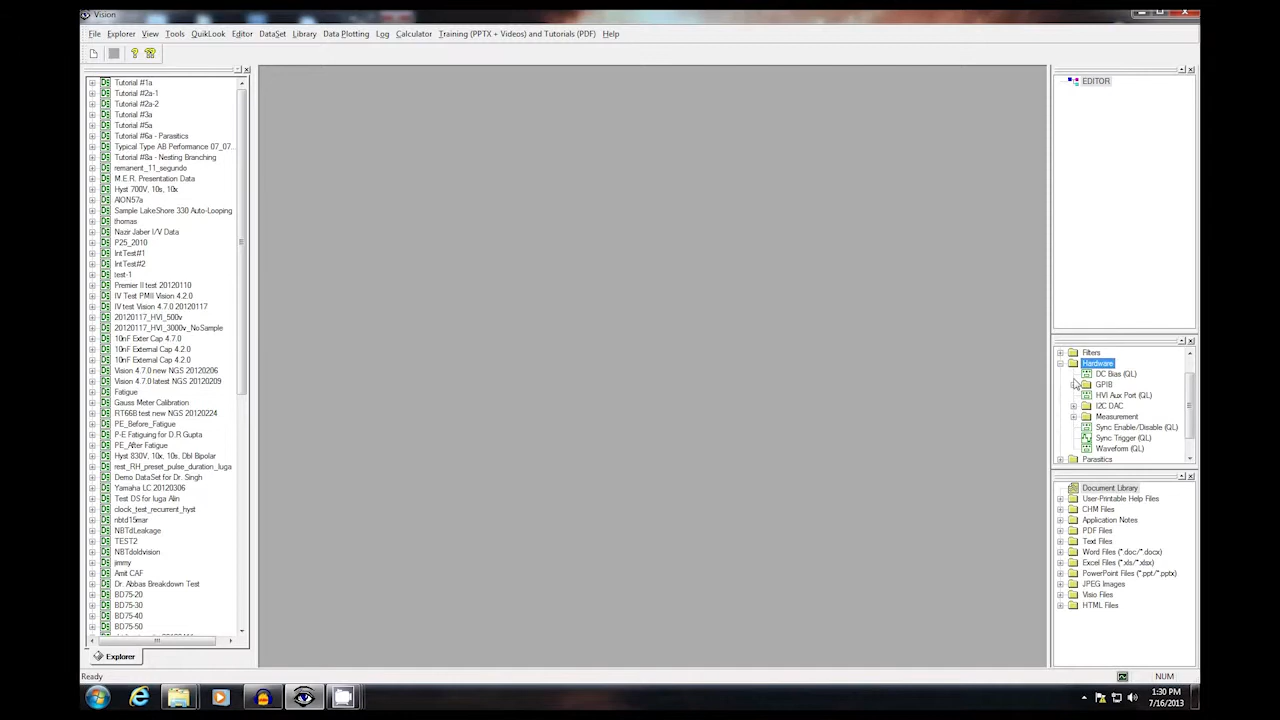 Vision
File Explorer View Tools QuikLook Editor DataSet Library Data Plotting Log Calculator Training (PPTX + Videos) and Tutorials (PDF) Help
Tutorial #1a
Tutorial #2a-1
Tutorial #2a-2
Tutorial #3a
Tutorial #5a
Tutorial #6a - Parasitics
Typical Type AB Performance 07_07...
Tutorial #8a - Nesting Branching
remanent_11_segundo
M.E.R. Presentation Data
Hyst 700V, 10s, 10x
AION57a
Sample LakeShore 330 Auto-Looping
thomas
Nazir Jaber I/V Data
P25_2010
IntTest#1
IntTest#2
test-1
Premier II test 20120110
IV Test PMII Vision 4.2.0
IV test Vision 4.7.0 20120117
20120117_HVI_500v
20120117_HVI_3000v_NoSample
10nF Exter Cap 4.7.0
10nF External Cap 4.2.0
10nF External Cap 4.2.0
Vision 4.7.0 new NGS 20120206
Vision 4.7.0 latest NGS 20120209
Fatigue
Gauss Meter Calibration
RT66B test new NGS 20120224
PE_Before_Fatigue
P-E Fatiguing for D.R Gupta
PE_After Fatigue
Hyst 830V, 10x, 10s. Dbl Bipolar
rest_RH_preset_pulse_duration_luga
Demo DataSet for Dr. Singh
Yamaha LC 20120306
Test DS for luga Alin
clock_test_recurrent_hyst
nbtd15mar
NBTdLeakage
TEST2
NBTdoldvision
jimmy
Amit CAF
Dr. Abbas Breakdown Test
BD75-20
BD75-30
BD75-40
BD75-50
Explorer
Ready
EDITOR
Filters
Hardware
DC Bias (QL)
GPIB
HVI Aux Port (QL)
I2C DAC
Measurement
Sync Enable/Disable (QL)
Sync Trigger (QL)
Waveform (QL)
Parasitics
Document Library
User-Printable Help Files
CHM Files
Application Notes
PDF Files
Text Files
Word Files (*.doc/*.docx)
Excel Files (*.xls/*.xlsx)
PowerPoint Files (*.ppt/*.pptx)
JPEG Images
Visio Files
HTML Files
NUM
1:30 PM
7/16/2013